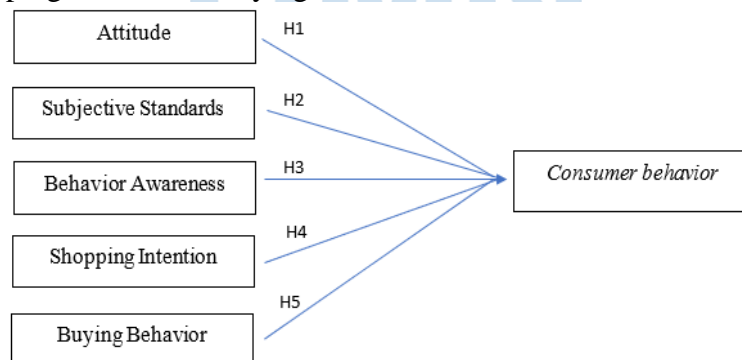 Attitude
H1
Subjective Standards
H2
Behavior Awareness
H3
Consumer behavior
Shopping Intention
H4
Buying Behavior
H5